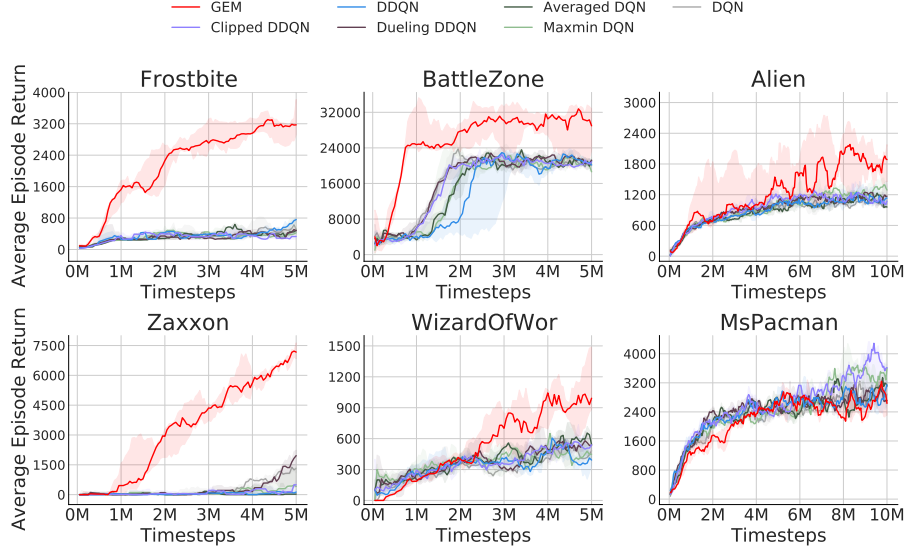 GEM DDQN Averaged DQN DQN
Clipped DDQN Dueling DDQN Maxmin DQN
Frostbite BattleZone Alien
Average Episode Return
4000
3200
2400
1600
800
0
0M 1M 2M 3M 4M 5M
Timesteps
32000
24000
16000
8000
0
0M 1M 2M 3M 4M 5M
Timesteps
3000
2400
1800
1200
600
0
0M 2M 4M 6M 8M 10M
Timesteps
Zaxxon WizardOfWor MsPacman
Average Episode Return
7500
6000
4500
3000
1500
0
0M 1M 2M 3M 4M 5M
Timesteps
1500
1200
900
600
300
0
0M 1M 2M 3M 4M 5M
Timesteps
4000
3200
2400
1600
800
0
0M 2M 4M 6M 8M 10M
Timesteps